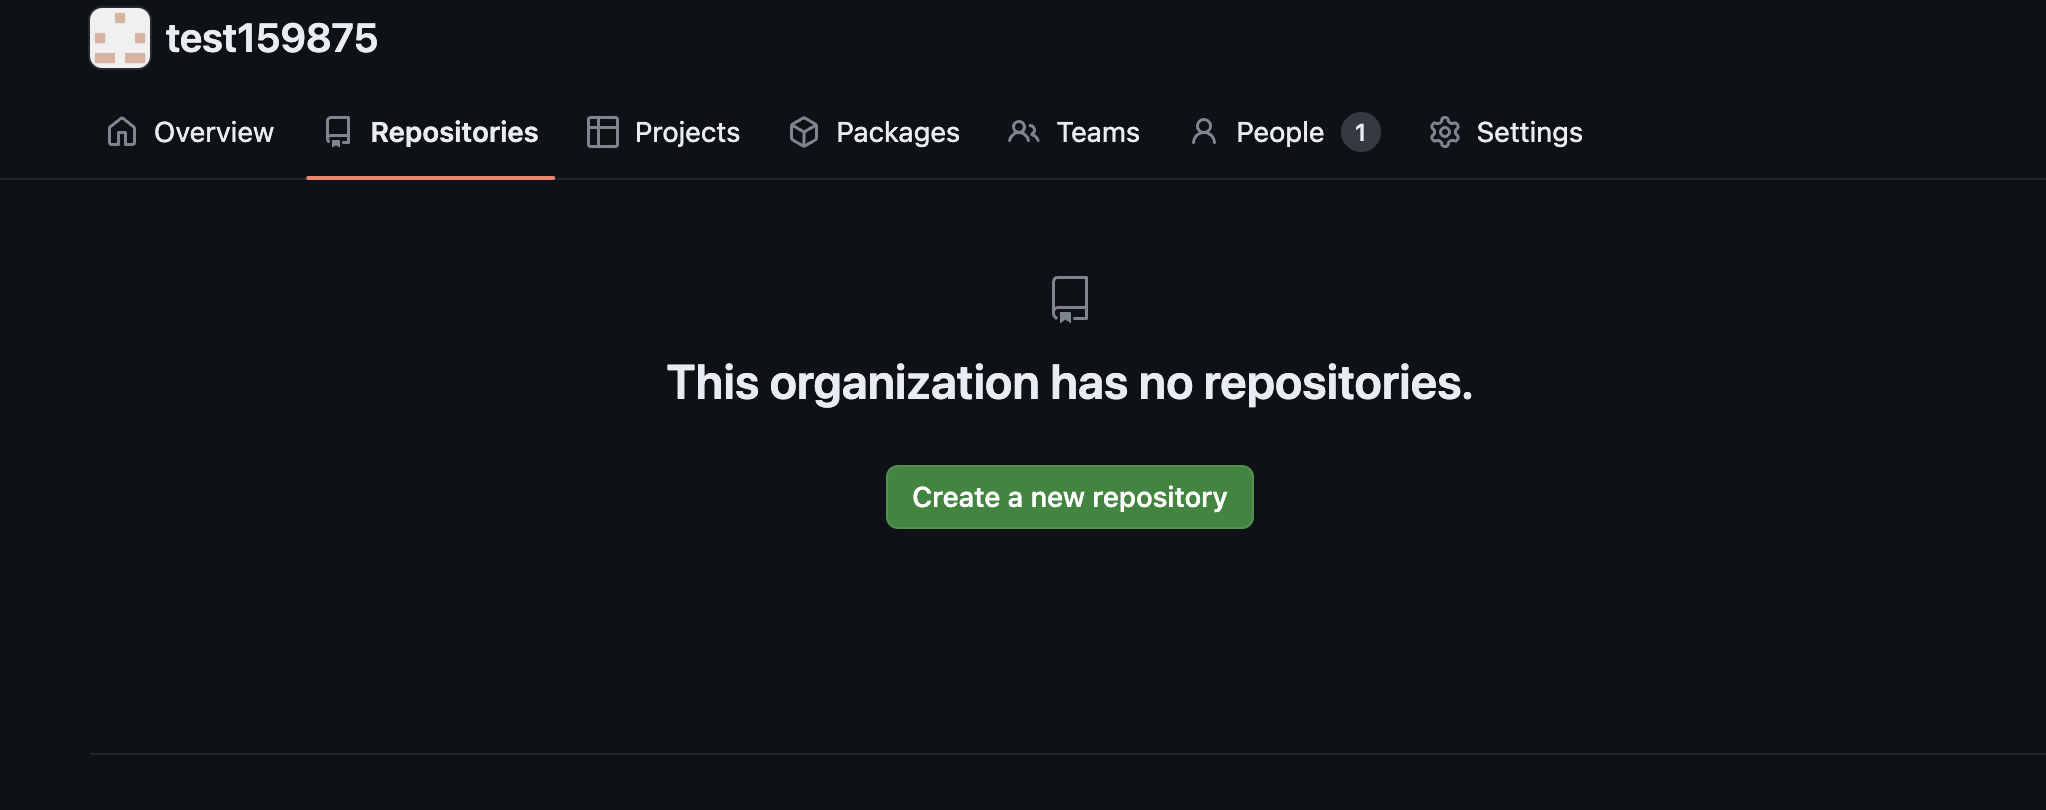 test159875
Overview Repositories Projects Packages Teams People 1 Settings
This organization has no repositories.
Create a new repository